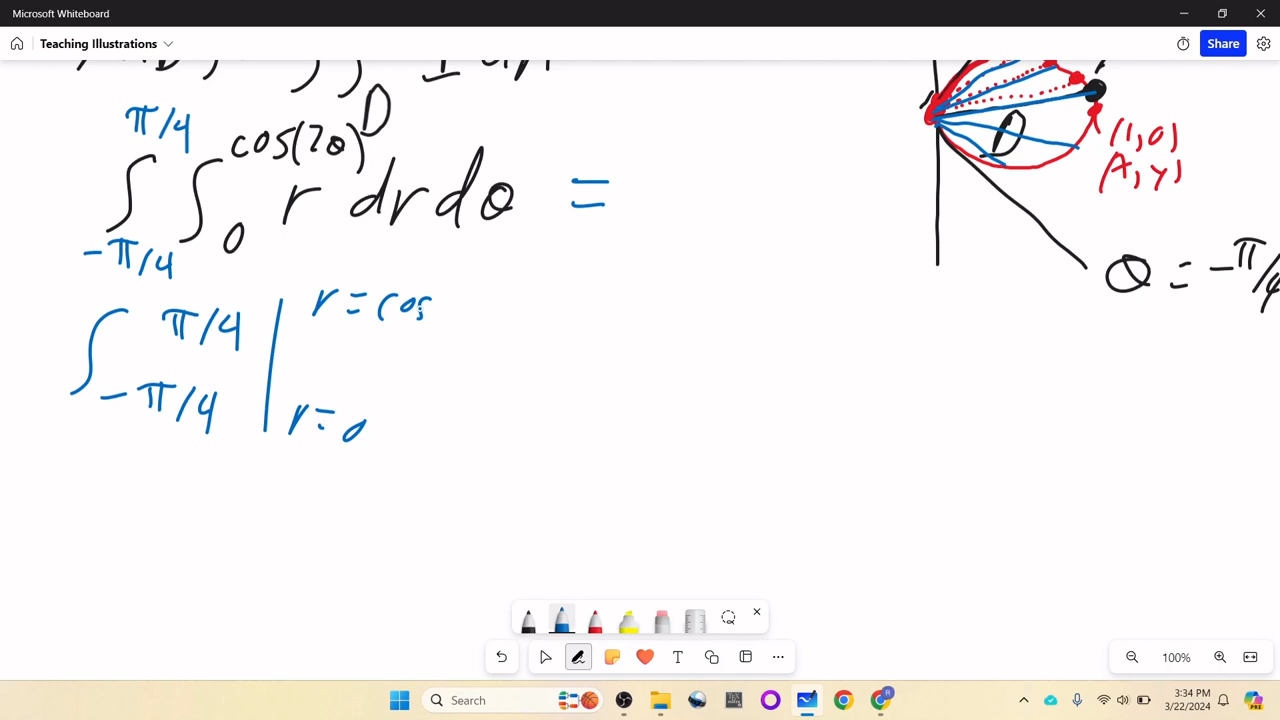 Microsoft Whiteboard
Teaching Illustrations
Share
π/4
cos(2θ)
D
∫ ∫ r dr dθ =
0
-π/4
D
(1,0)
θ = -π/4
π/4
r = cos
∫
-π/4
r = 0
100%
Search
3:34 PM
3/22/2024